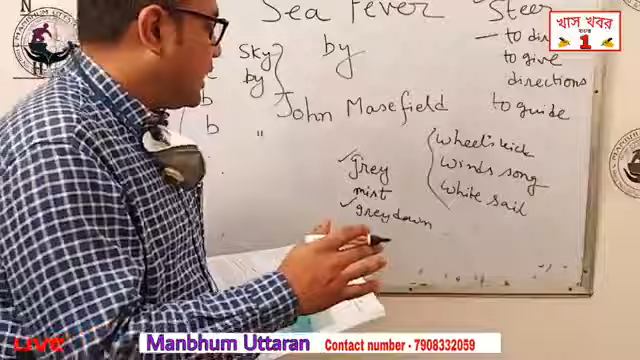 N
Sea Fever
by
John Masefield
Sky
by
b
b
"
Steer
- to dir
to give
directions
to guide
✓ Grey
mist
✓ grey dawn
wheel's kick
winds song
white sail
খাস খবর
1
LIVE
Manbhum Uttaran
Contact number - 7908332059